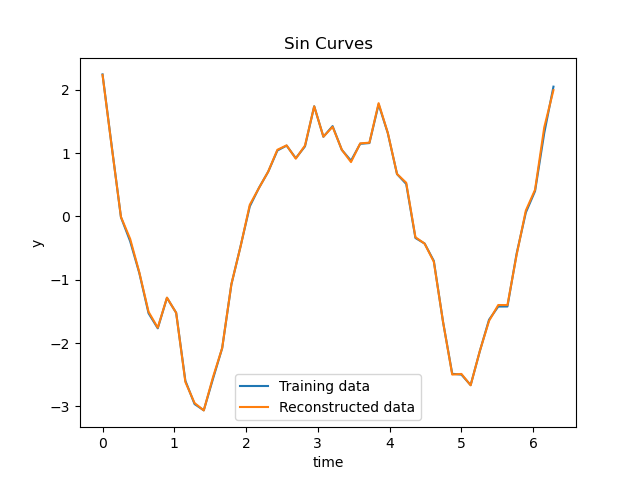 Sin Curves
2
1
0
−1
−2
−3
y
Training data
Reconstructed data
0 1 2 3 4 5 6
time